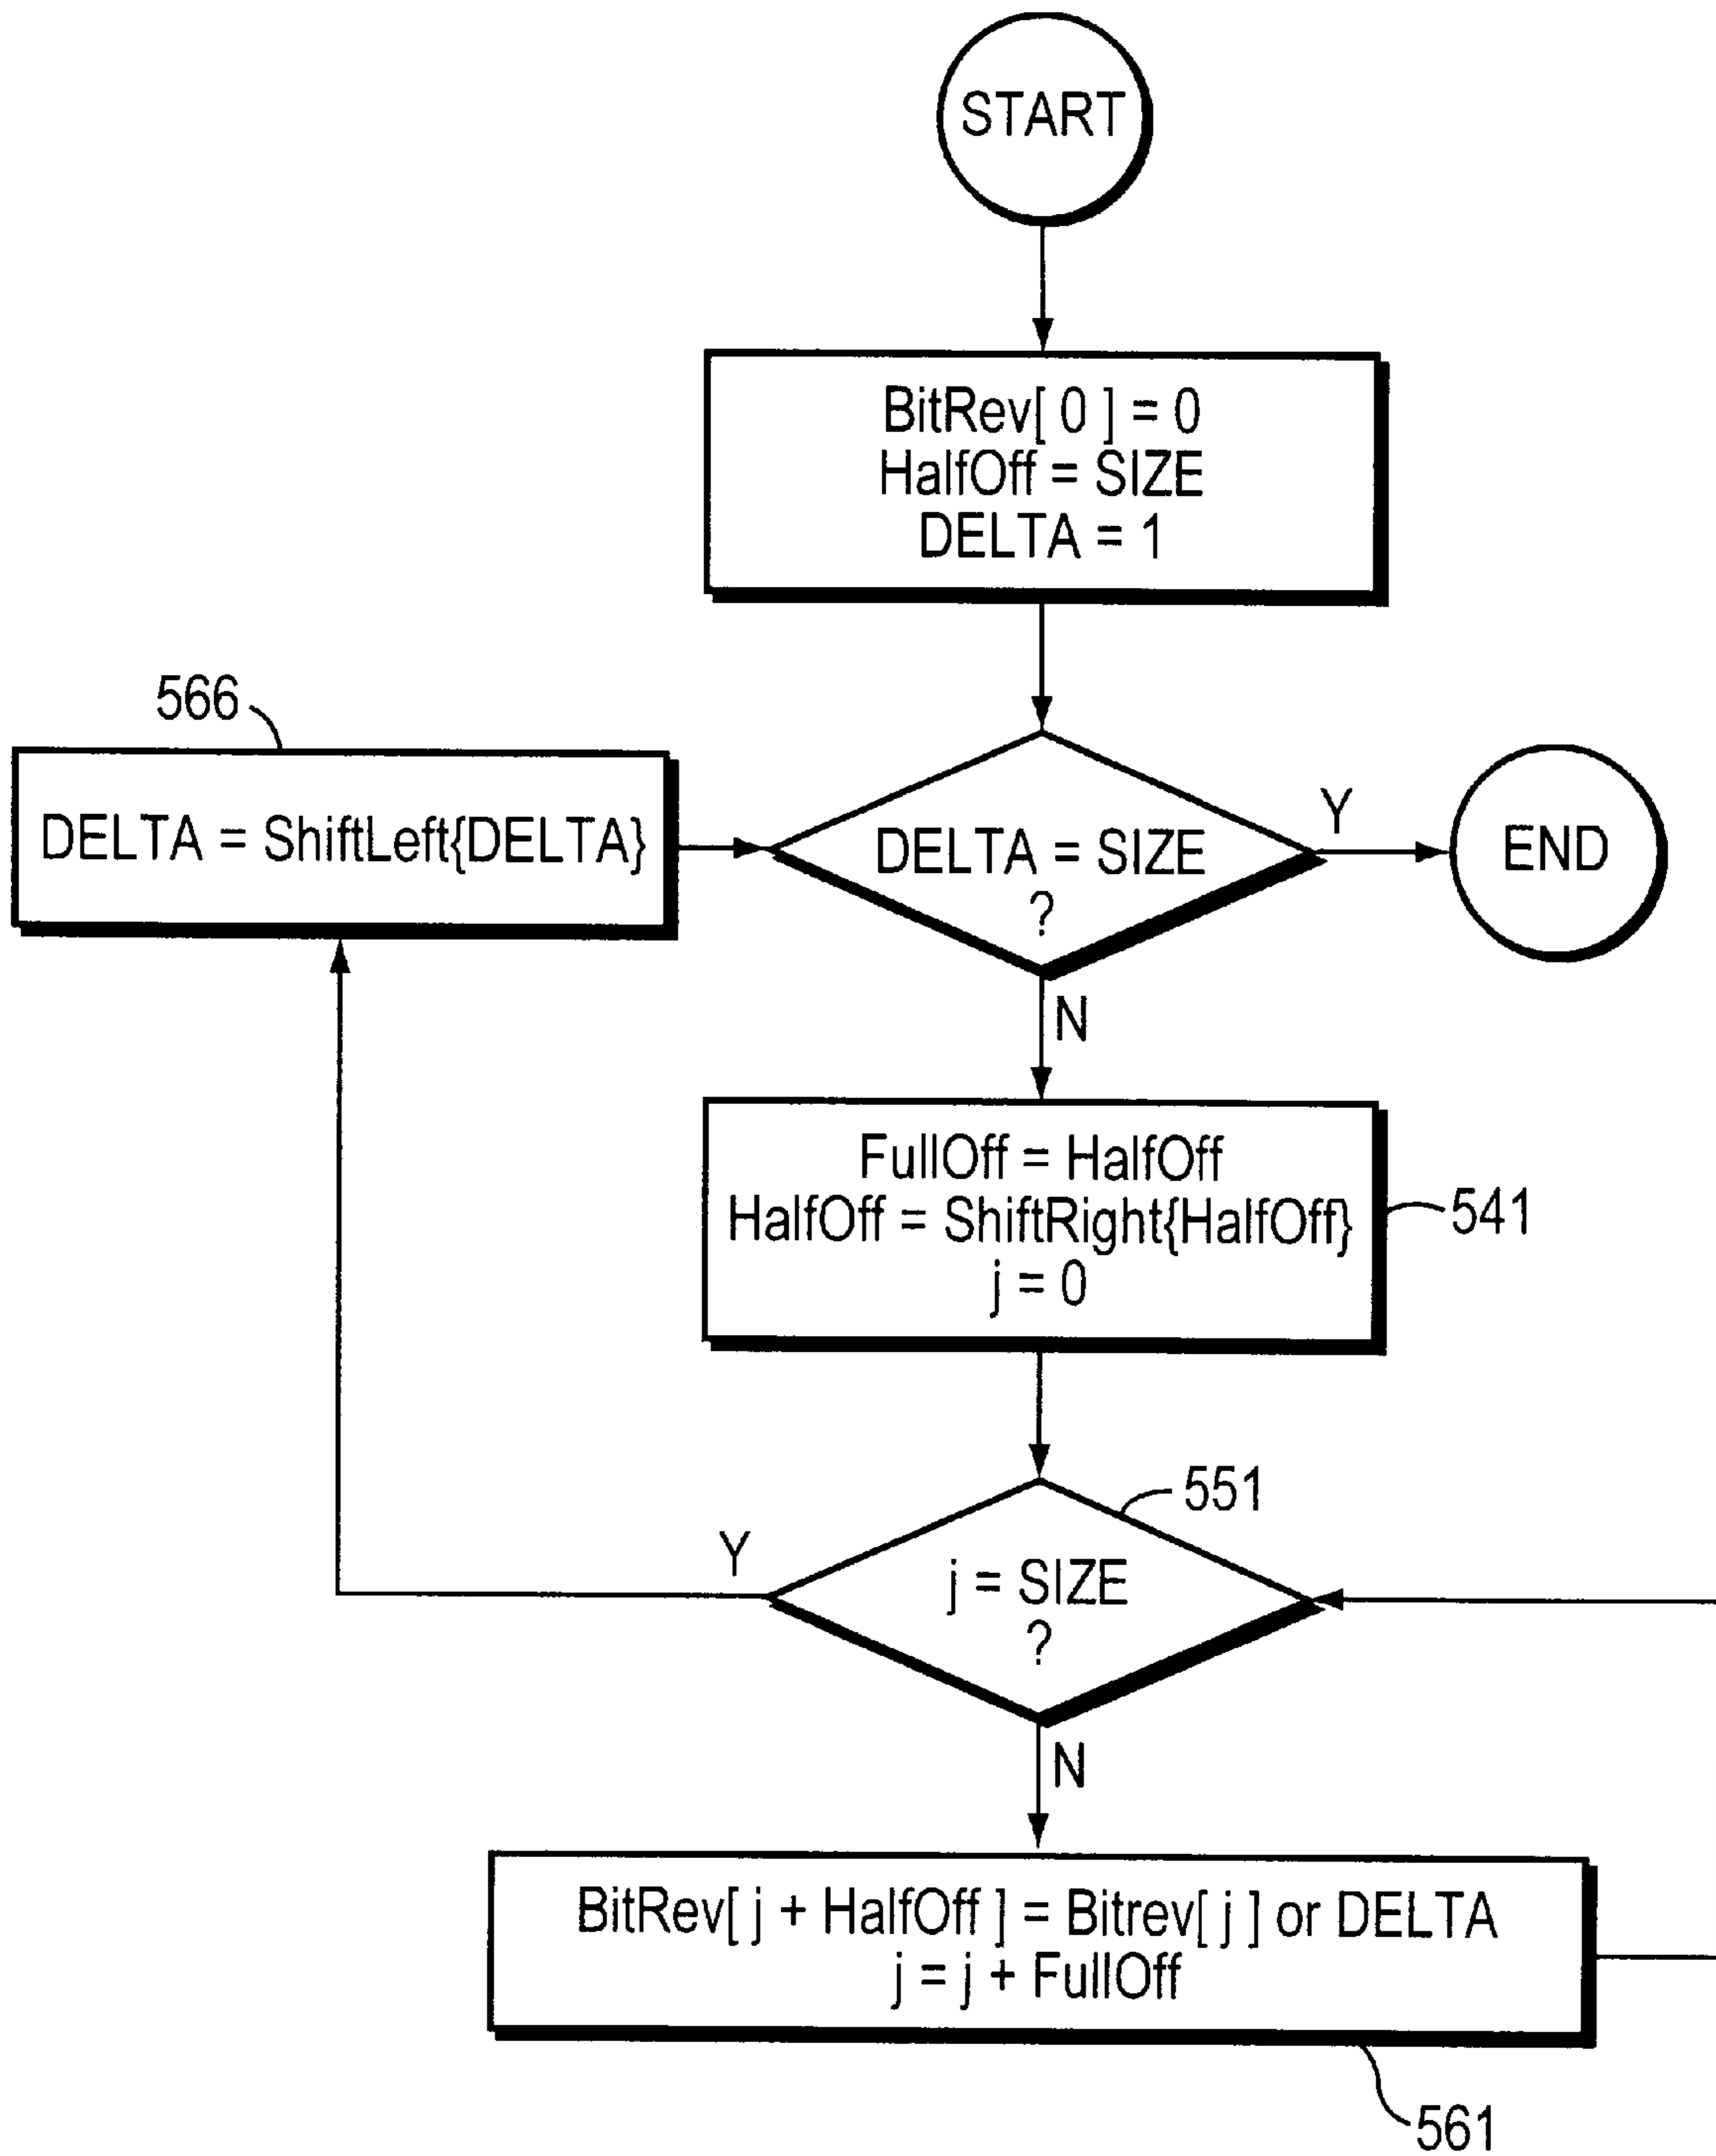 START
BitRev[ 0 ] = 0
HalfOff = SIZE
DELTA = 1
566
DELTA = ShiftLeft{DELTA}
DELTA = SIZE
?
Y
END
N
FullOff = HalfOff
HalfOff = ShiftRight{HalfOff}
j = 0
541
551
Y
j = SIZE
?
N
BitRev[ j + HalfOff ] = Bitrev[ j ] or DELTA
j = j + FullOff
561